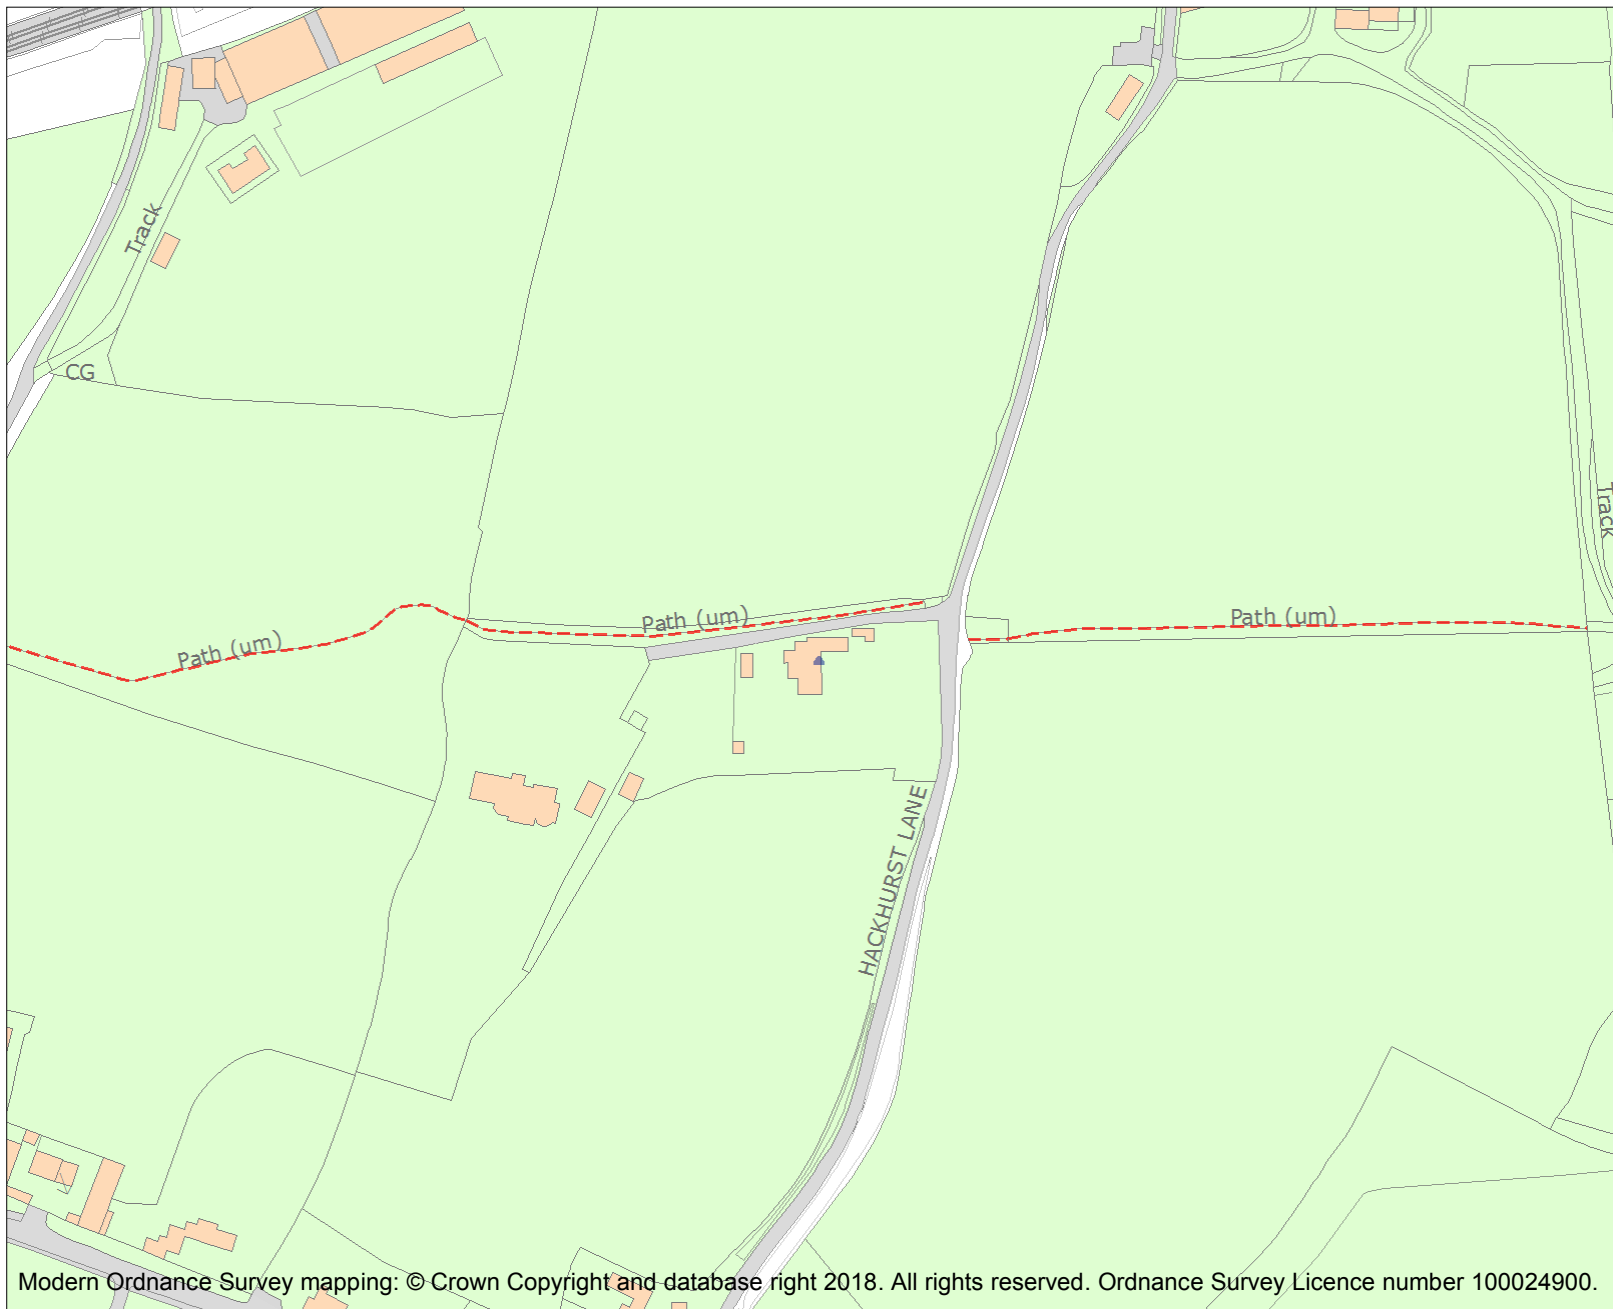 Track
CG
Track
Path (um)
Path (um)
Path (um)
HACKHURST LANE
Modern Ordnance Survey mapping: © Crown Copyright and database right 2018. All rights reserved. Ordnance Survey Licence number 100024900.